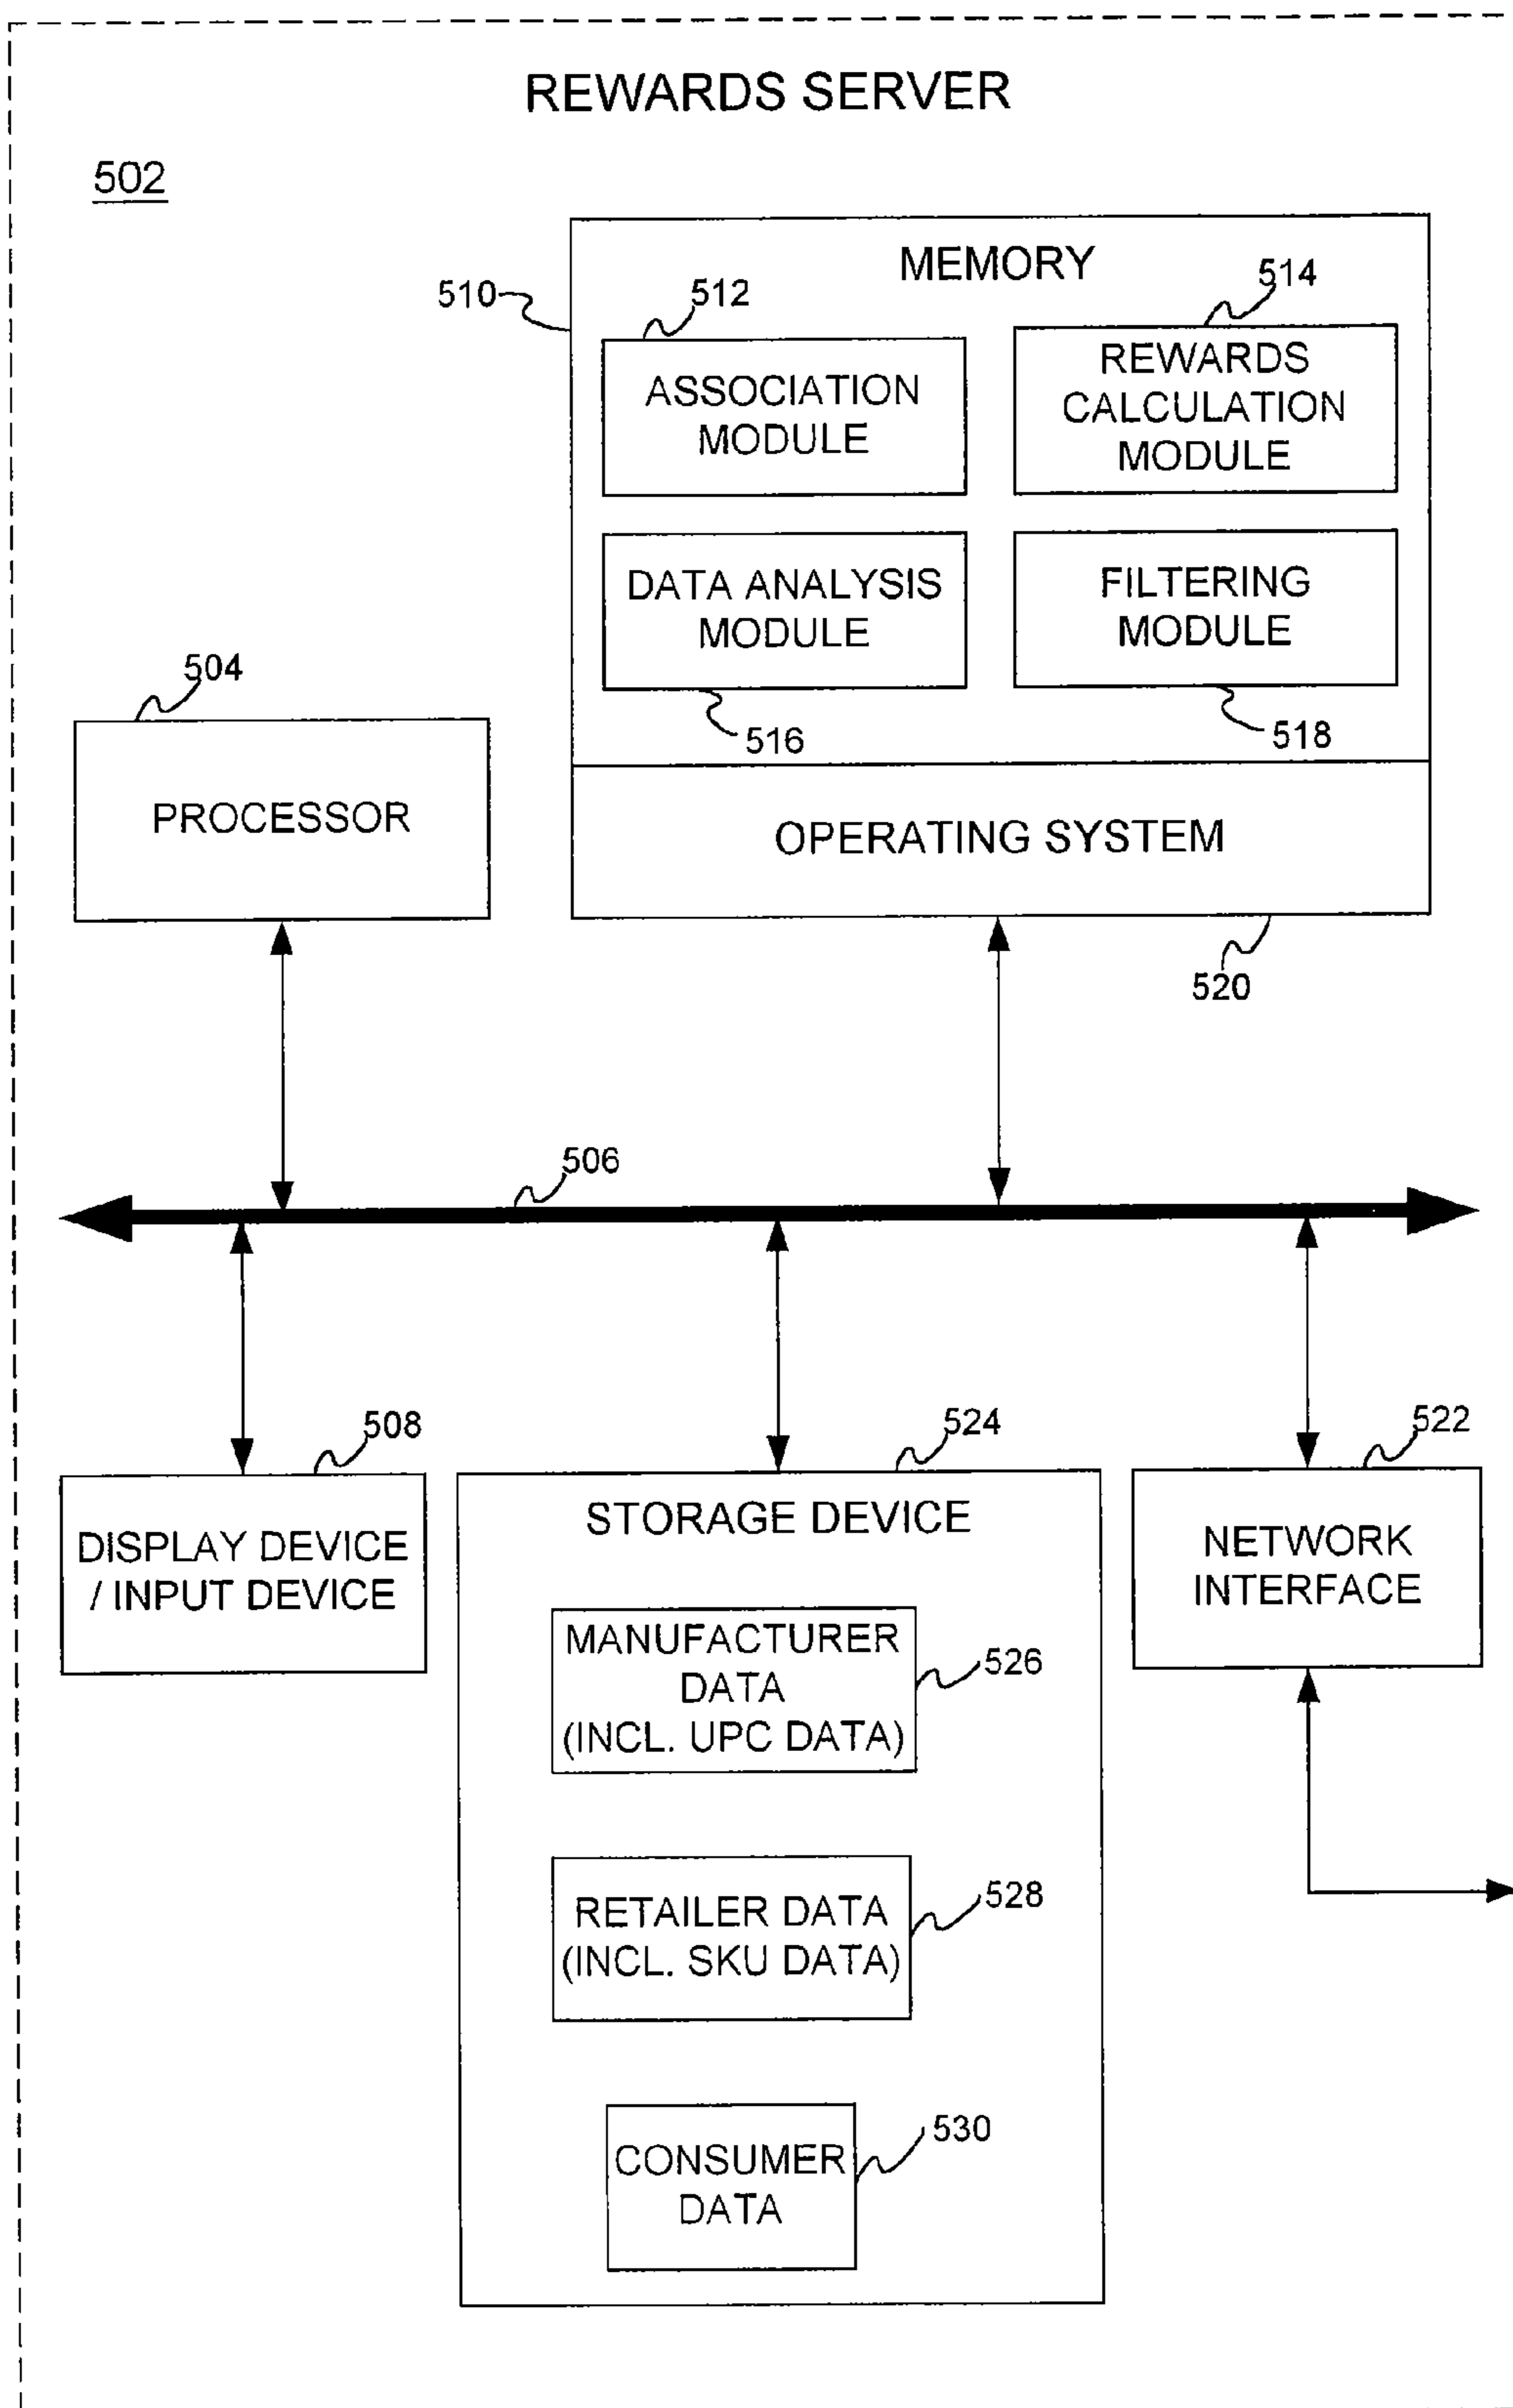 REWARDS SERVER
502
MEMORY
510
512
514
ASSOCIATION
MODULE
REWARDS
CALCULATION
MODULE
DATA ANALYSIS
MODULE
FILTERING
MODULE
504
516
518
PROCESSOR
OPERATING SYSTEM
520
506
508
524
522
DISPLAY DEVICE
/ INPUT DEVICE
STORAGE DEVICE
NETWORK
INTERFACE
MANUFACTURER
DATA
(INCL. UPC DATA)
526
RETAILER DATA
(INCL. SKU DATA)
528
CONSUMER
DATA
530